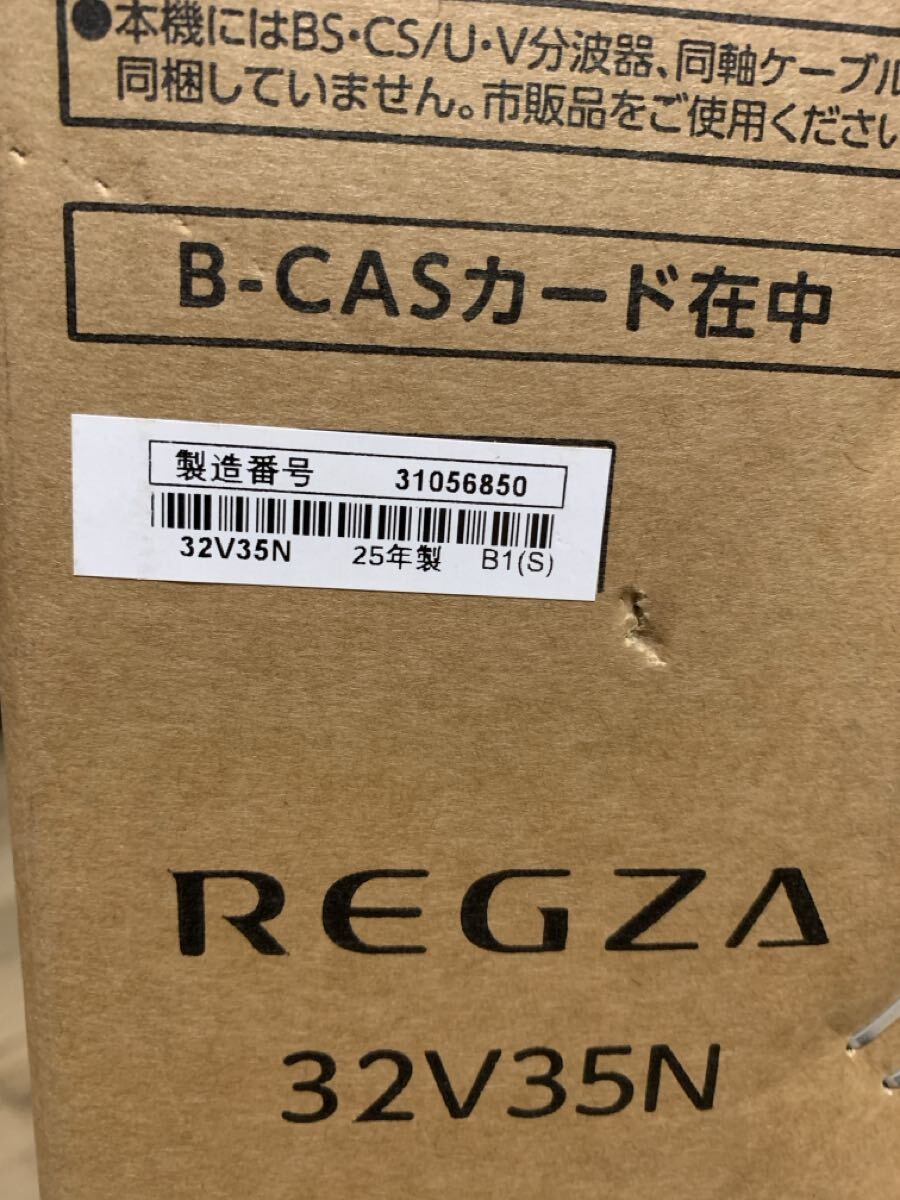 ●本機にはBS・CS/U・V分波器、同軸ケーブル
同梱していません。市販品をご使用ください
B-CASカード在中
製造番号 31056850
32V35N 25年製 B1(S)
REGZA
32V35N